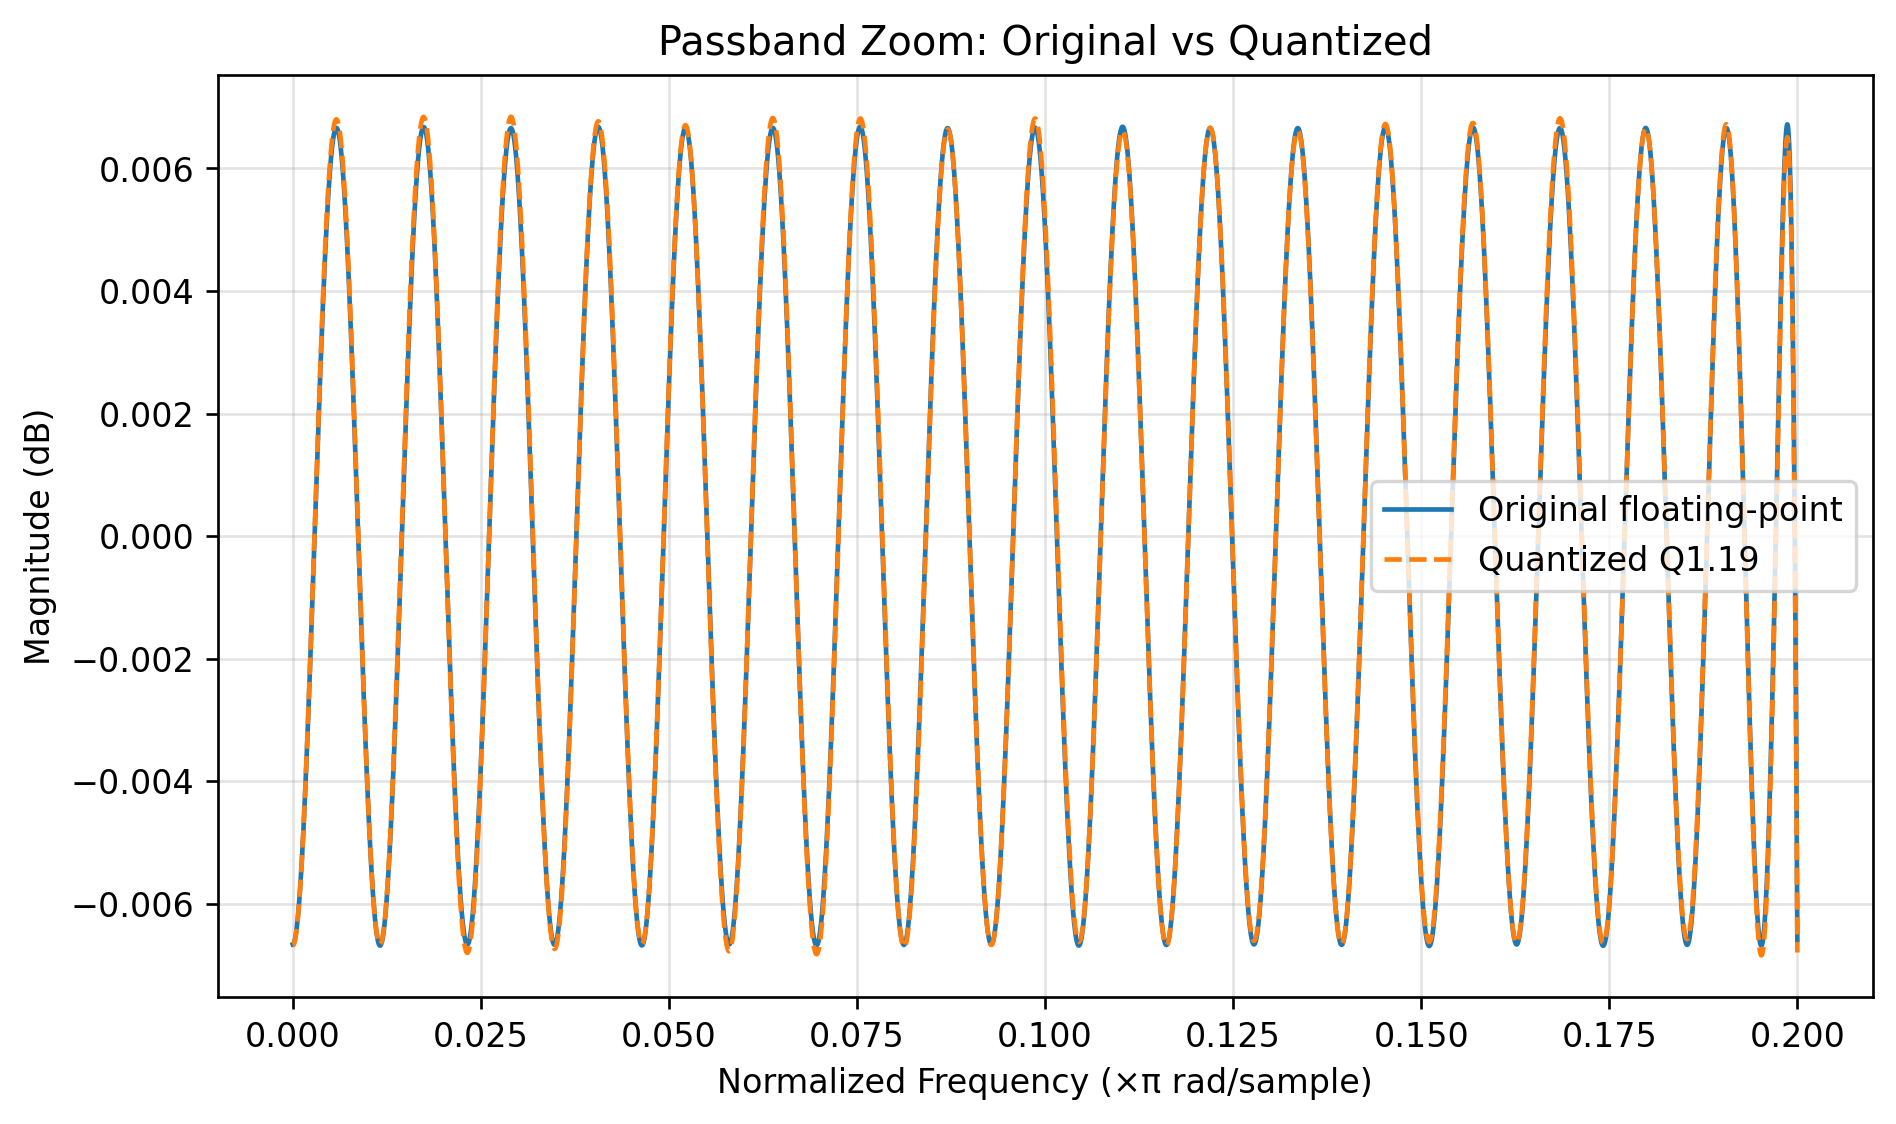 Passband Zoom: Original vs Quantized
Magnitude (dB)
0.006
0.004
0.002
0.000
−0.002
−0.004
−0.006
Original floating-point
Quantized Q1.19
0.000 0.025 0.050 0.075 0.100 0.125 0.150 0.175 0.200
Normalized Frequency (×π rad/sample)